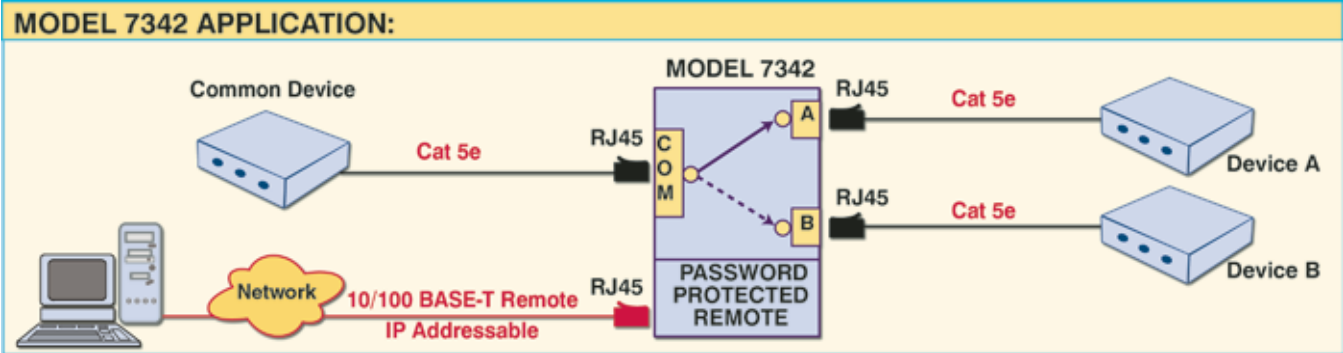 MODEL 7342 APPLICATION:
MODEL 7342
Common Device
RJ45
Cat 5e
RJ45
Cat 5e
COM
A
Device A
RJ45
Cat 5e
B
Device B
Network
10/100 BASE-T Remote
IP Addressable
RJ45
PASSWORD
PROTECTED
REMOTE